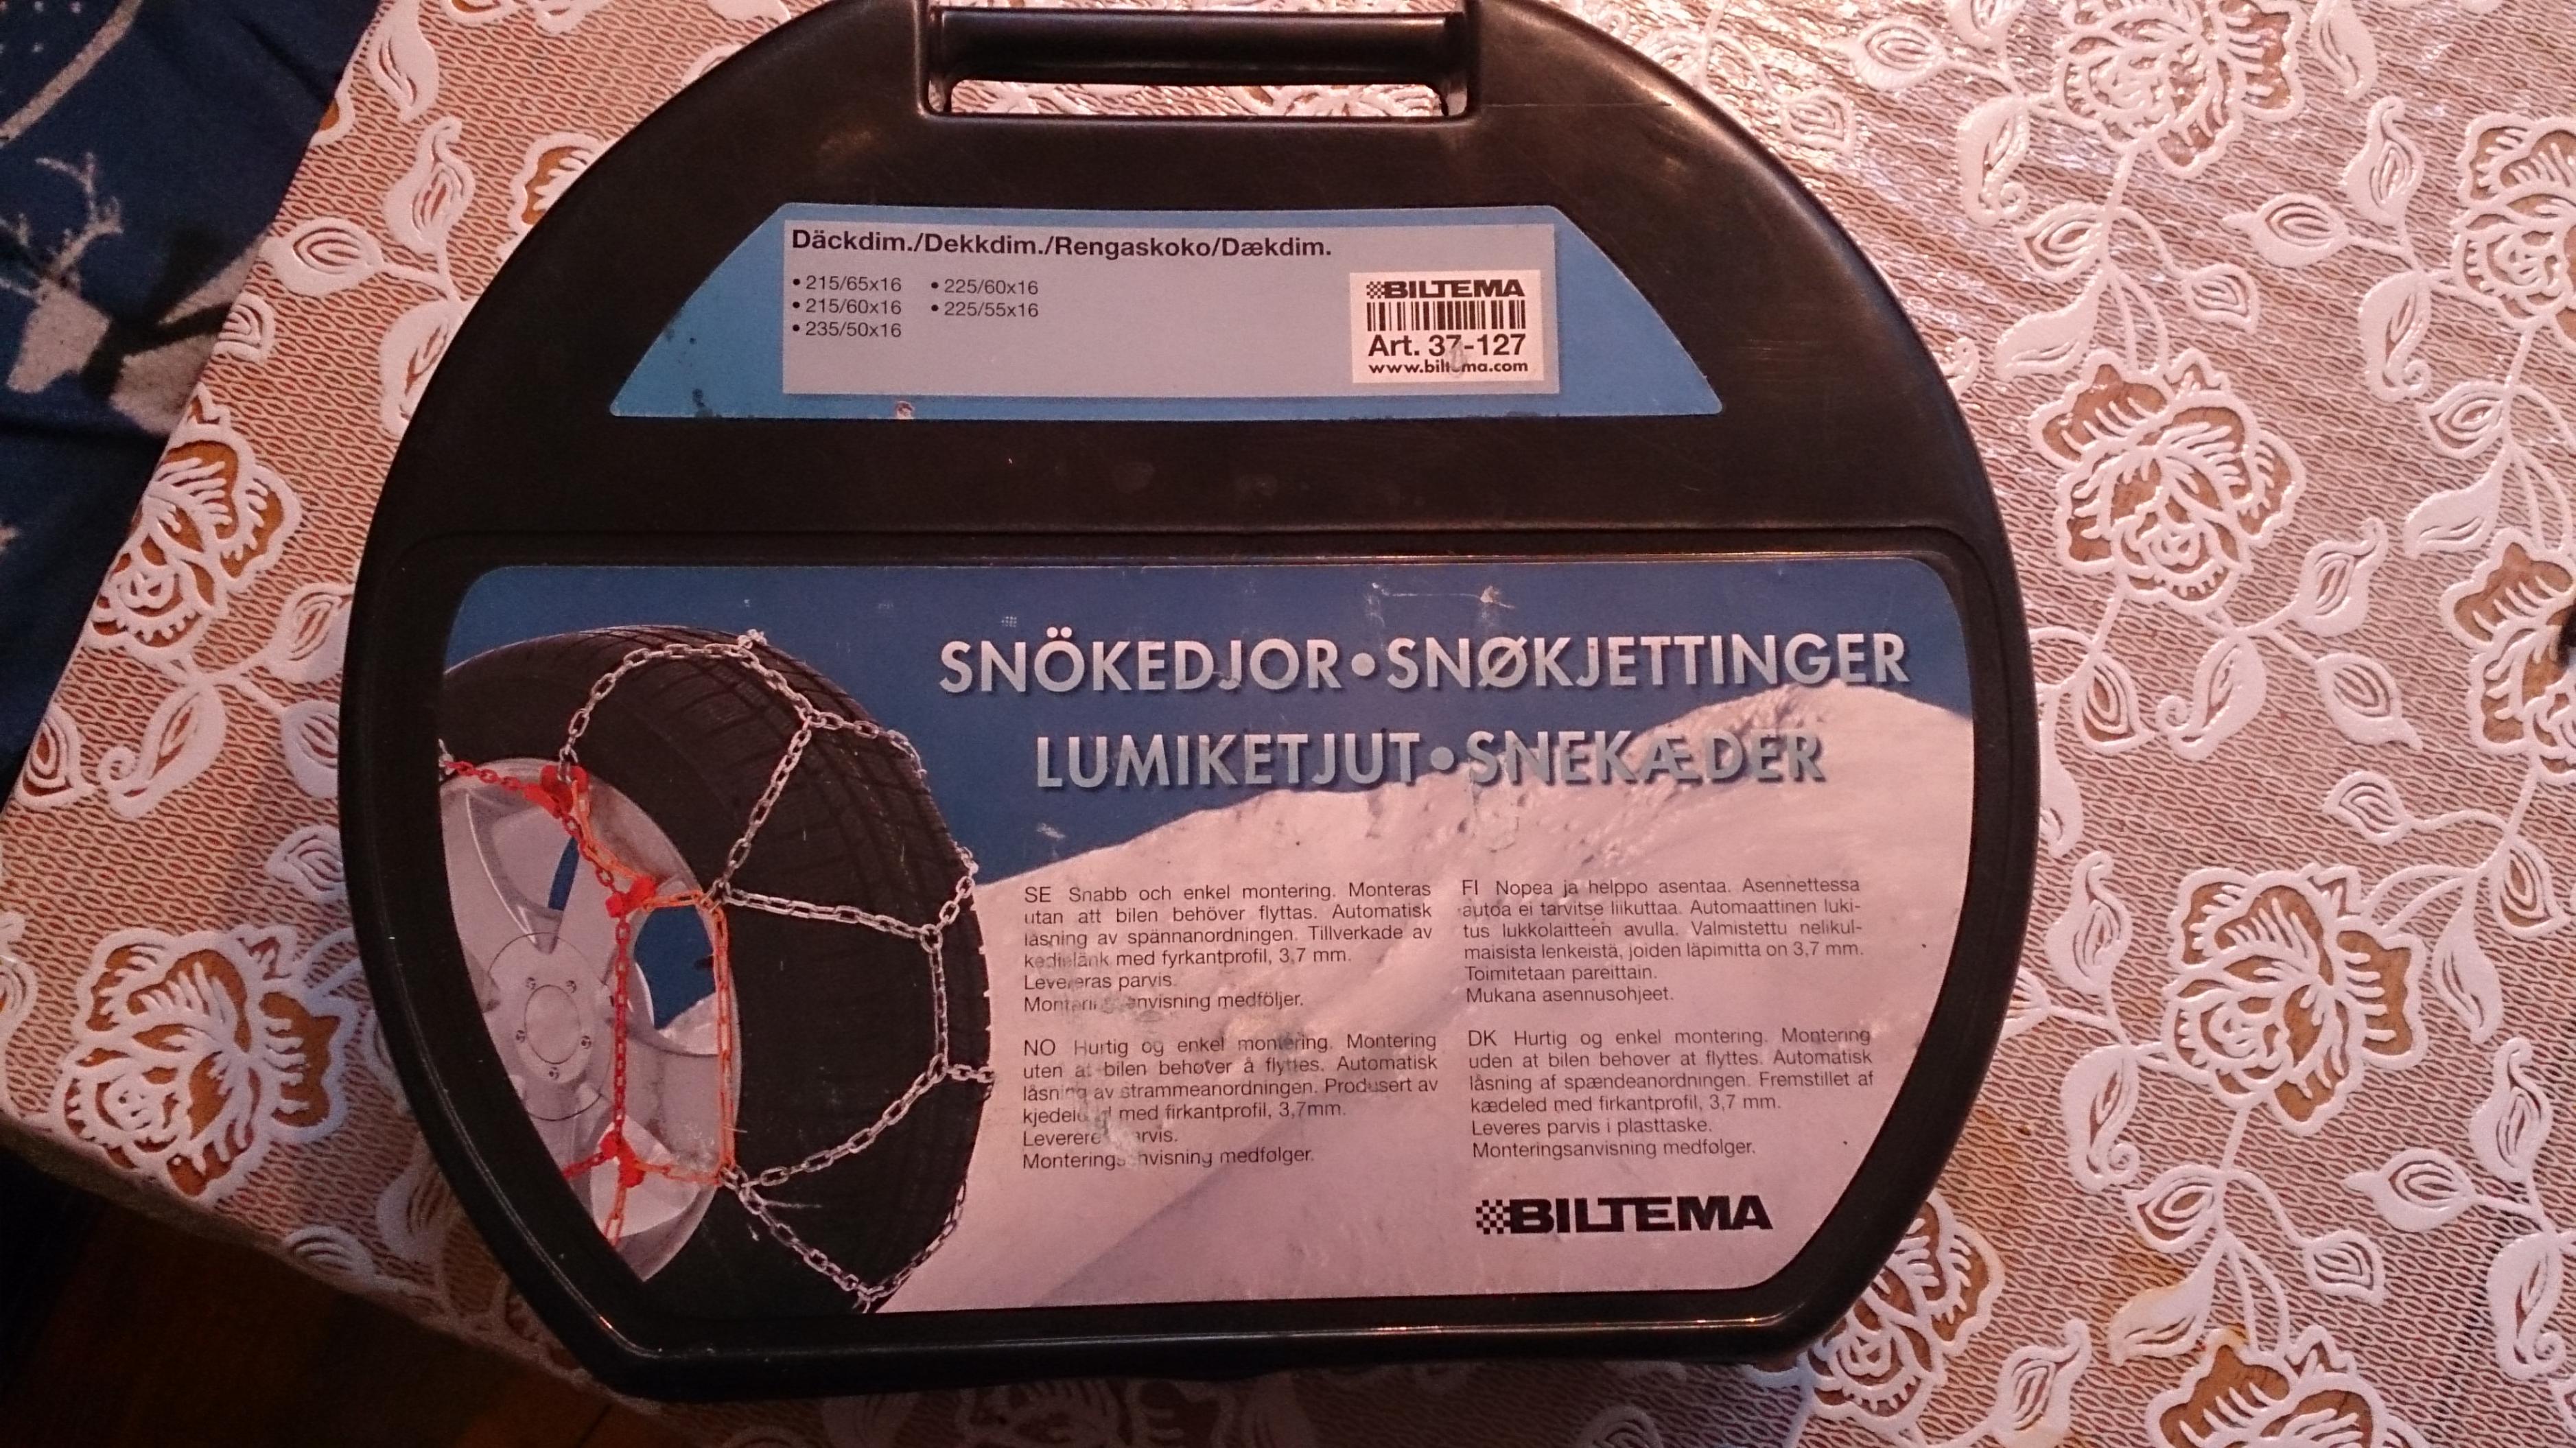 Däckdim./Dekkdim./Rengaskoko/Dækdim.
• 215/65x16
• 215/60x16
• 235/50x16
• 225/60x16
• 225/55x16
BILTEMA
Art. 37-127
www.biltema.com
SNÖKEDJOR•SNØKJETTINGER
LUMIKETJUT•SNEKÆDER
SE Snabb och enkel montering. Monteras
utan att bilen behöver flyttas. Automatisk
låsning av spännanordningen. Tillverkade av
med fyrkantprofil, 3,7 mm.
Levereras parvis.
medföljer.
NO Hurtig og enkel montering. Montering
uten at bilen behøver å flyttes. Automatisk
låsning av strammeanordningen. Produsert av
med firkantprofil, 3,7mm.
medfølger.
FI Nopea ja helppo asentaa. Asennettessa
autoa ei tarvitse liikuttaa. Automaattinen luki-
tus lukkolaitteen avulla. Valmistettu nelikul-
maisista lenkeistä, joiden läpimitta on 3,7 mm.
Toimitetaan pareittain.
Mukana asennusohjeet.
DK Hurtig og enkel montering. Montering
uden at bilen behøver at flyttes. Automatisk
låsning af spændeanordningen. Fremstillet af
kædeled med firkantprofil, 3,7 mm.
Leveres parvis i plasttaske.
Monteringsanvisning medfølger.
BILTEMA